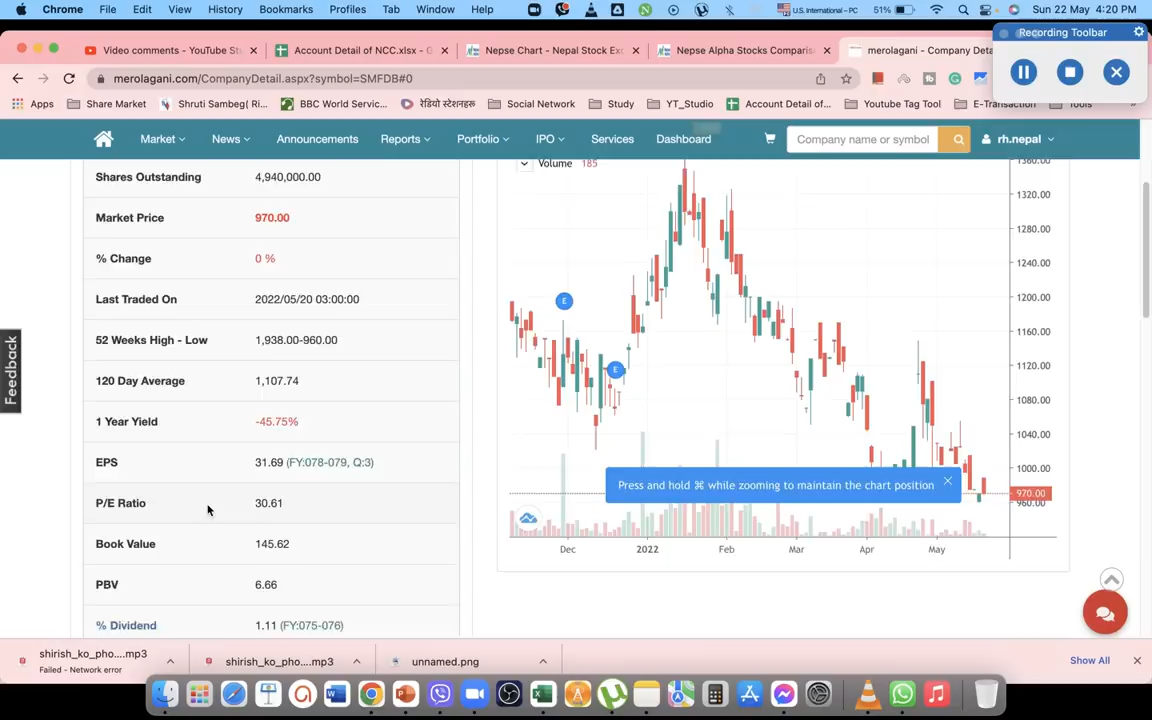 Chrome File Edit View History Bookmarks Profiles Tab Window Help U.S. International – PC 51% Sun 22 May 4:20 PM
Recording Toolbar
Video comments - YouTube St
Account Detail of NCC.xlsx - G
Nepse Chart - Nepal Stock Exc
Nepse Alpha Stocks Comparis
merolagani - Company Deta
merolagani.com/CompanyDetail.aspx?symbol=SMFDB#0
Apps Share Market Shruti Sambeg( Ri... BBC World Servic... रेडियो स्टेशनहरू Social Network Study YT_Studio Account Detail of... Youtube Tag Tool E-Transaction Tools
Market News Announcements Reports Portfolio IPO Services Dashboard Company name or symbol rh.nepal
Shares Outstanding 4,940,000.00
Market Price 970.00
% Change 0 %
Last Traded On 2022/05/20 03:00:00
52 Weeks High - Low 1,938.00-960.00
120 Day Average 1,107.74
1 Year Yield -45.75%
EPS 31.69 (FY:078-079, Q:3)
P/E Ratio 30.61
Book Value 145.62
PBV 6.66
% Dividend 1.11 (FY:075-076)
Feedback
Volume 185
1360.00
1320.00
1280.00
1240.00
1200.00
1160.00
1120.00
1080.00
1040.00
1000.00
970.00
960.00
E
E
Press and hold ⌘ while zooming to maintain the chart position
Dec 2022 Feb Mar Apr May
shirish_ko_pho....mp3
Failed - Network error
shirish_ko_pho....mp3
unnamed.png
Show All